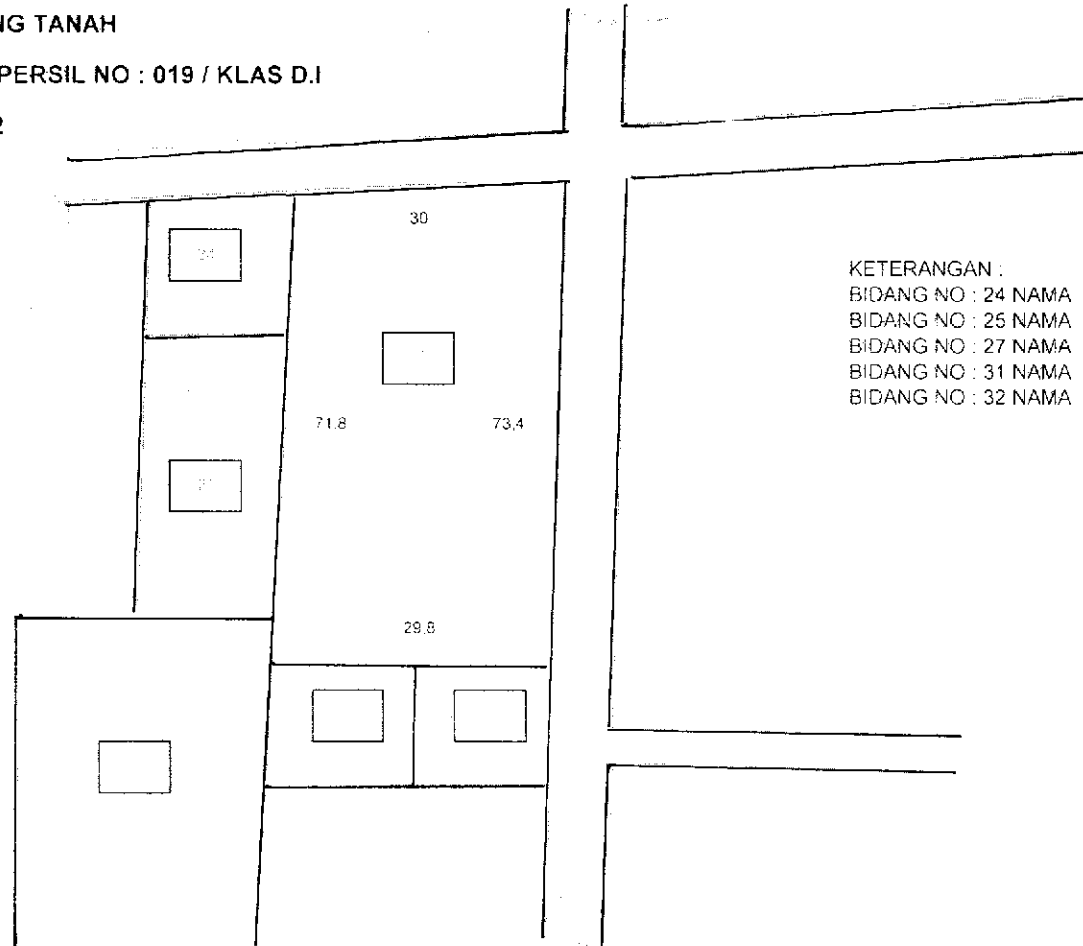 NG TANAH
PERSIL NO : 019 / KLAS D.I
2
30
71.8
73,4
29,8
KETERANGAN :
BIDANG NO : 24 NAMA
BIDANG NO : 25 NAMA
BIDANG NO : 27 NAMA
BIDANG NO : 31 NAMA
BIDANG NO : 32 NAMA